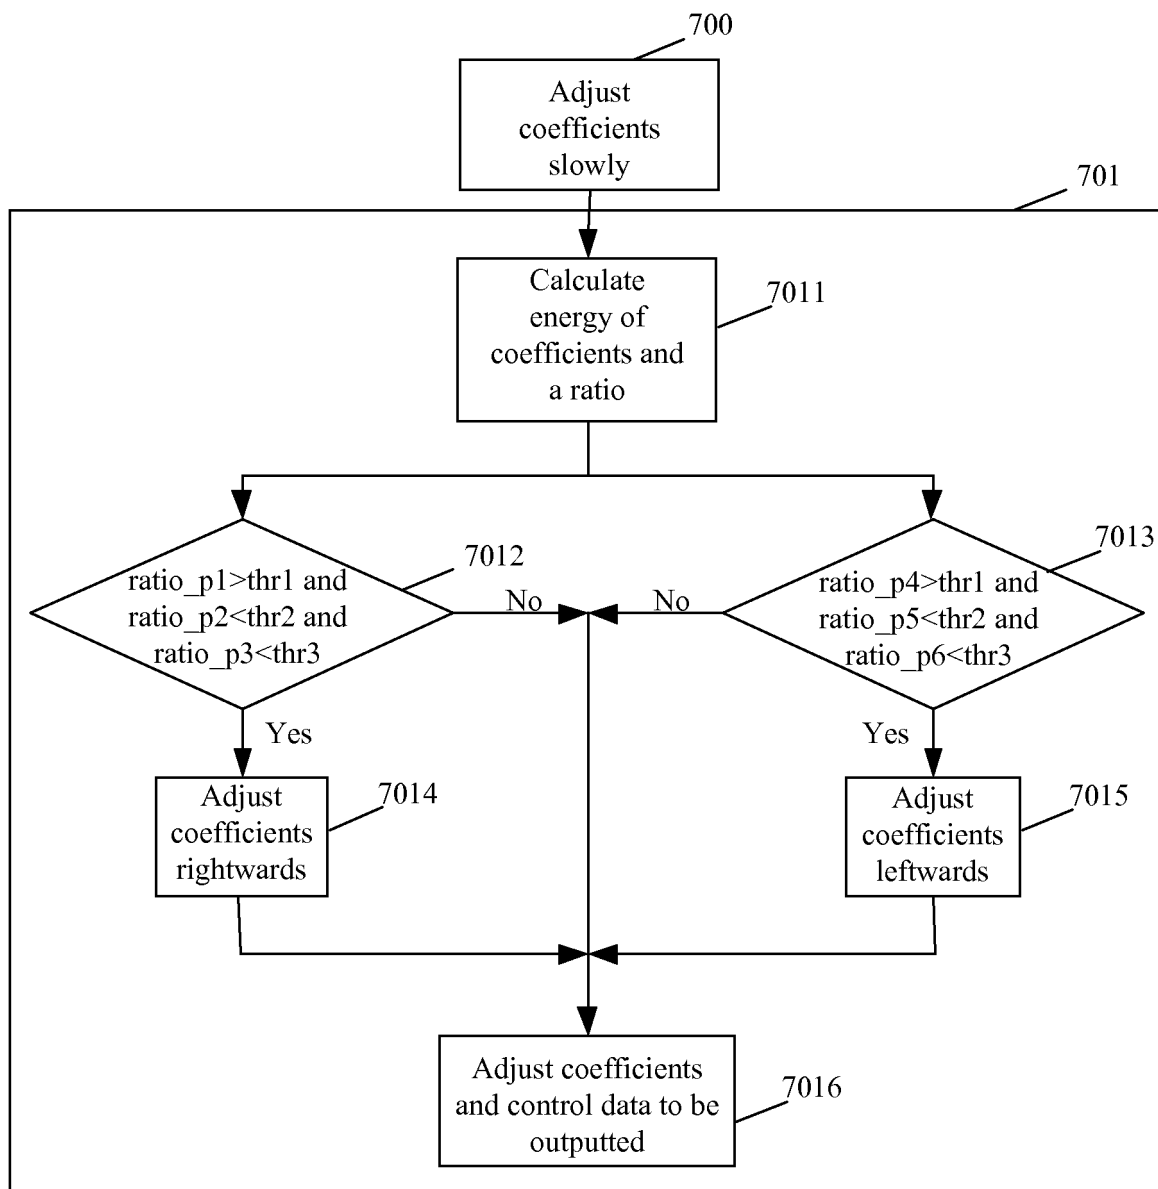 700
Adjust
coefficients
slowly
701
Calculate
energy of
coefficients and
a ratio
7011
ratio_p1>thr1 and
ratio_p2<thr2 and
ratio_p3<thr3
7012
No
No
ratio_p4>thr1 and
ratio_p5<thr2 and
ratio_p6<thr3
7013
Yes
Yes
Adjust
coefficients
rightwards
7014
Adjust
coefficients
leftwards
7015
Adjust coefficients
and control data to be
outputted
7016